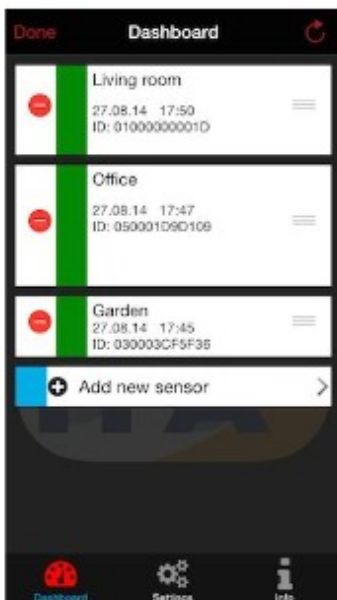 Done Dashboard
Living room
27.08.14 17:50
ID: 01000000001D
Office
27.08.14 17:47
ID: 050001D9D109
Garden
27.08.14 17:45
ID: 030003CF5F36
Add new sensor
Dashboard Settings Info